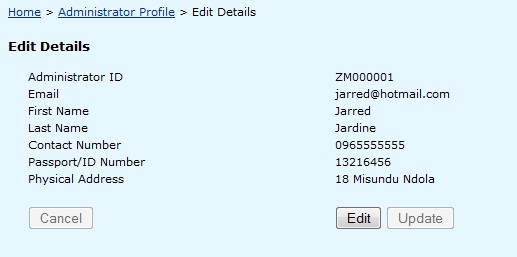 Home > Administrator Profile > Edit Details
Edit Details
Administrator ID ZM000001
Email jarred@hotmail.com
First Name Jarred
Last Name Jardine
Contact Number 0965555555
Passport/ID Number 13216456
Physical Address 18 Misundu Ndola
Cancel Edit Update